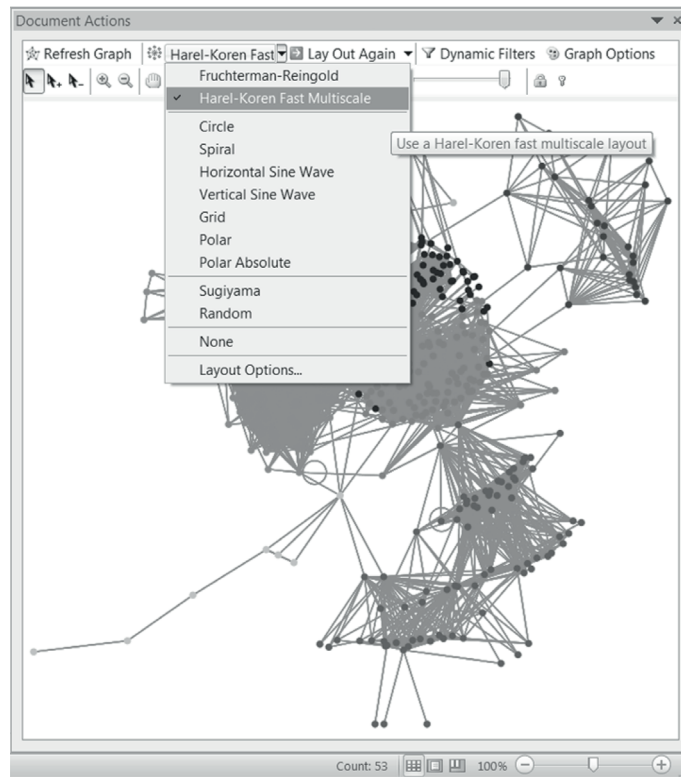 Document Actions
Refresh Graph Harel-Koren Fast Lay Out Again Dynamic Filters Graph Options
Fruchterman-Reingold
Harel-Koren Fast Multiscale
Circle
Use a Harel-Koren fast multiscale layout
Spiral
Horizontal Sine Wave
Vertical Sine Wave
Grid
Polar
Polar Absolute
Sugiyama
Random
None
Layout Options...
Count: 53 100%